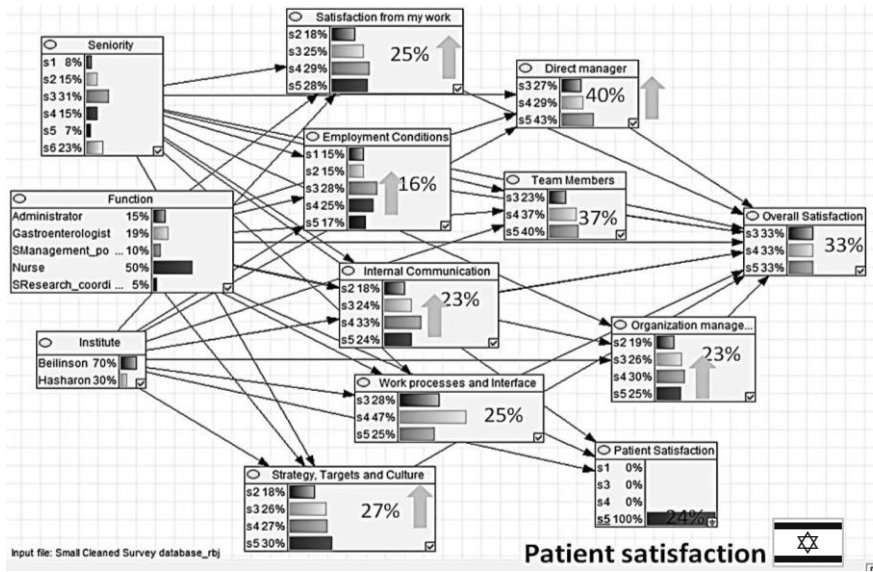 Satisfaction from my work
s2 18%
s3 25%
s4 29%
s5 28%
25%
Seniority
s1 8%
s2 15%
s3 31%
s4 15%
s5 7%
s6 23%
Direct manager
s3 27%
s4 29%
s5 43%
40%
Employment Conditions
s1 15%
s2 15%
s3 28%
s4 25%
s5 17%
16%
Team Members
s3 23%
s4 37%
s5 40%
37%
Function
Administrator 15%
Gastroenterologist 19%
SManagement_po ... 10%
Nurse 50%
SResearch_coordi ... 5%
Overall Satisfaction
s3 33%
s4 33%
s5 33%
33%
Internal Communication
s2 18%
s3 24%
s4 33%
s5 24%
23%
Organization manage...
s2 19%
s3 26%
s4 30%
s5 25%
23%
Institute
Beilinson 70%
Hasharon 30%
Work processes and Interface
s3 28%
s4 47%
s5 25%
25%
Patient Satisfaction
s1 0%
s3 0%
s4 0%
s5 100%
24%
Strategy, Targets and Culture
s2 18%
s3 26%
s4 27%
s5 30%
27%
Input file: Small Cleaned Survey database_rbj
Patient satisfaction